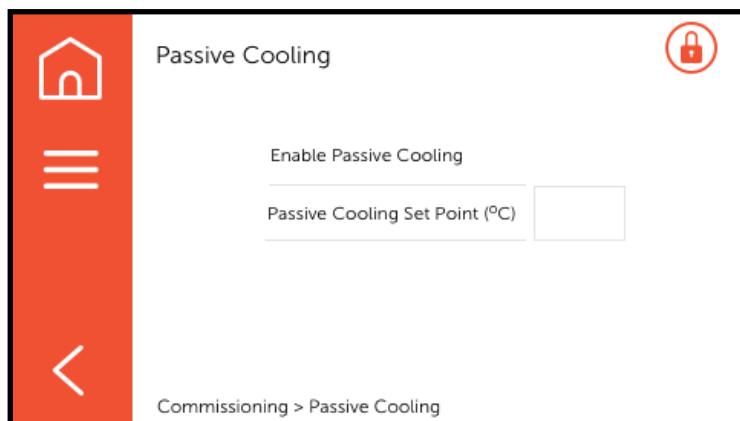 Passive Cooling
Enable Passive Cooling
Passive Cooling Set Point (ºC)
Commissioning > Passive Cooling